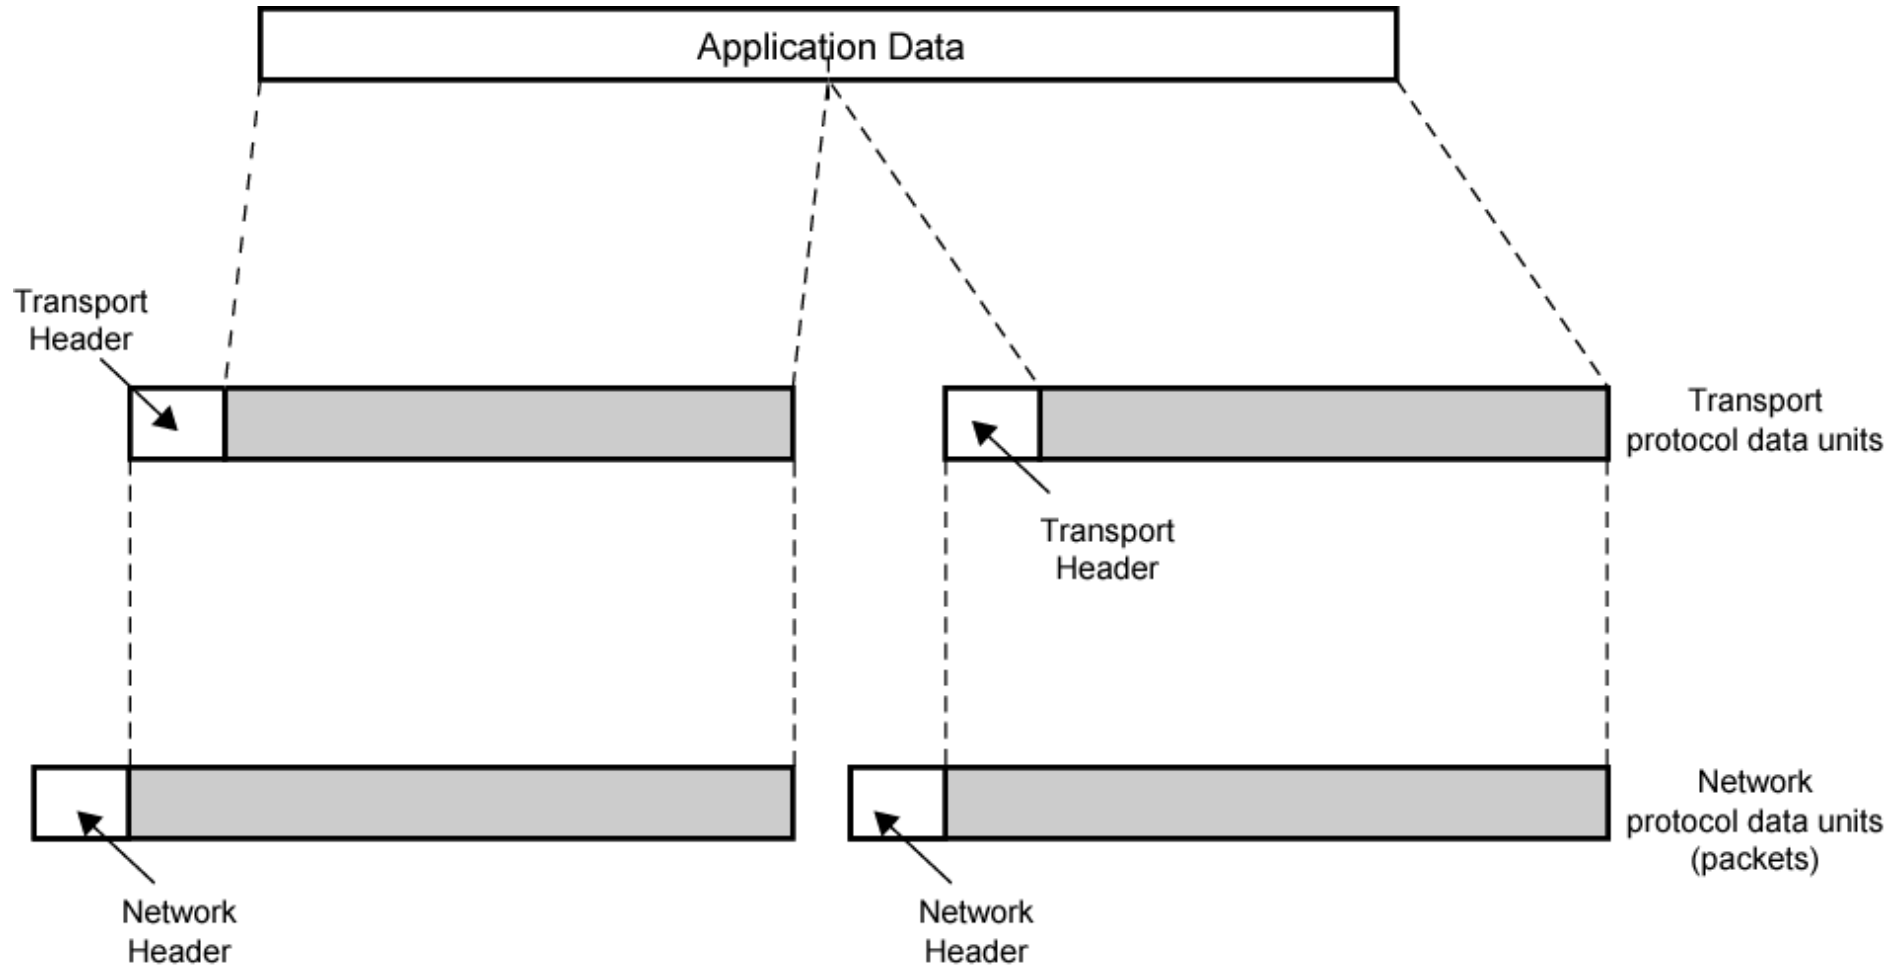 Application Data
Transport
Header
Transport
protocol data units
Transport
Header
Network
protocol data units
(packets)
Network
Header
Network
Header